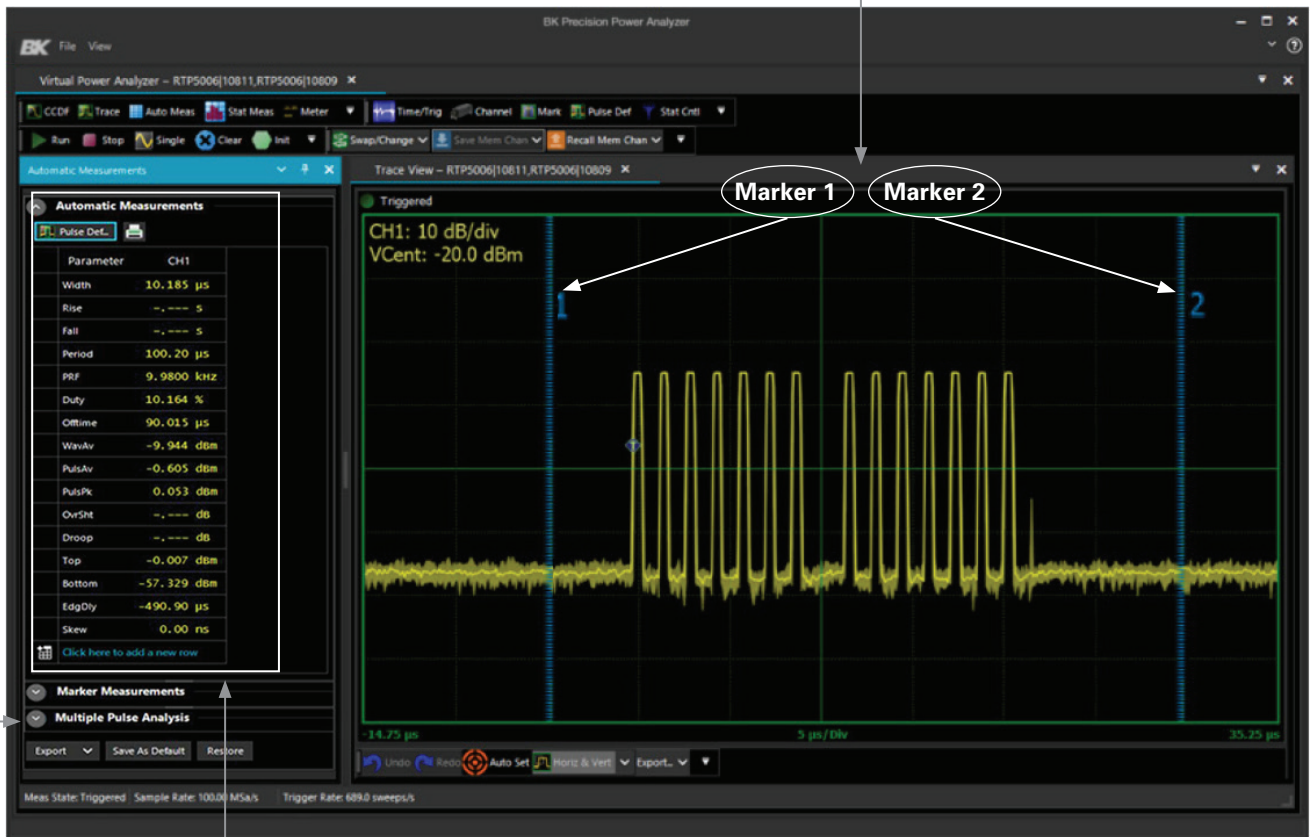 BK Precision Power Analyzer
BK File View
Virtual Power Analyzer – RTP5006|10811,RTP5006|10809
CCDF Trace Auto Meas Stat Meas Meter Time/Trig Channel Mark Pulse Def Stat Cntl
Run Stop Single Clear Init Swap/Change Save Mem Chan Recall Mem Chan
Automatic Measurements
Trace View – RTP5006|10811,RTP5006|10809
Automatic Measurements
Pulse Def...
Parameter CH1
Width 10.185 µs
Rise -.--- s
Fall -.--- s
Period 100.20 µs
PRF 9.9800 kHz
Duty 10.164 %
Offtime 90.015 µs
WavAv -9.944 dBm
PulsAv -0.605 dBm
PulsPk 0.053 dBm
OvrSht -.--- dB
Droop -.--- dB
Top -0.007 dBm
Bottom -57.329 dBm
EdgDly -490.90 µs
Skew 0.00 ns
Click here to add a new row
Marker Measurements
Multiple Pulse Analysis
Export Save As Default Restore
Triggered
Marker 1 Marker 2
CH1: 10 dB/div
VCent: -20.0 dBm
1 2
T
-14.75 µs 5 µs/Div 35.25 µs
Undo Redo Auto Set Horiz & Vert Export...
Meas State: Triggered Sample Rate: 100.00 MSa/s Trigger Rate: 689.0 sweeps/s